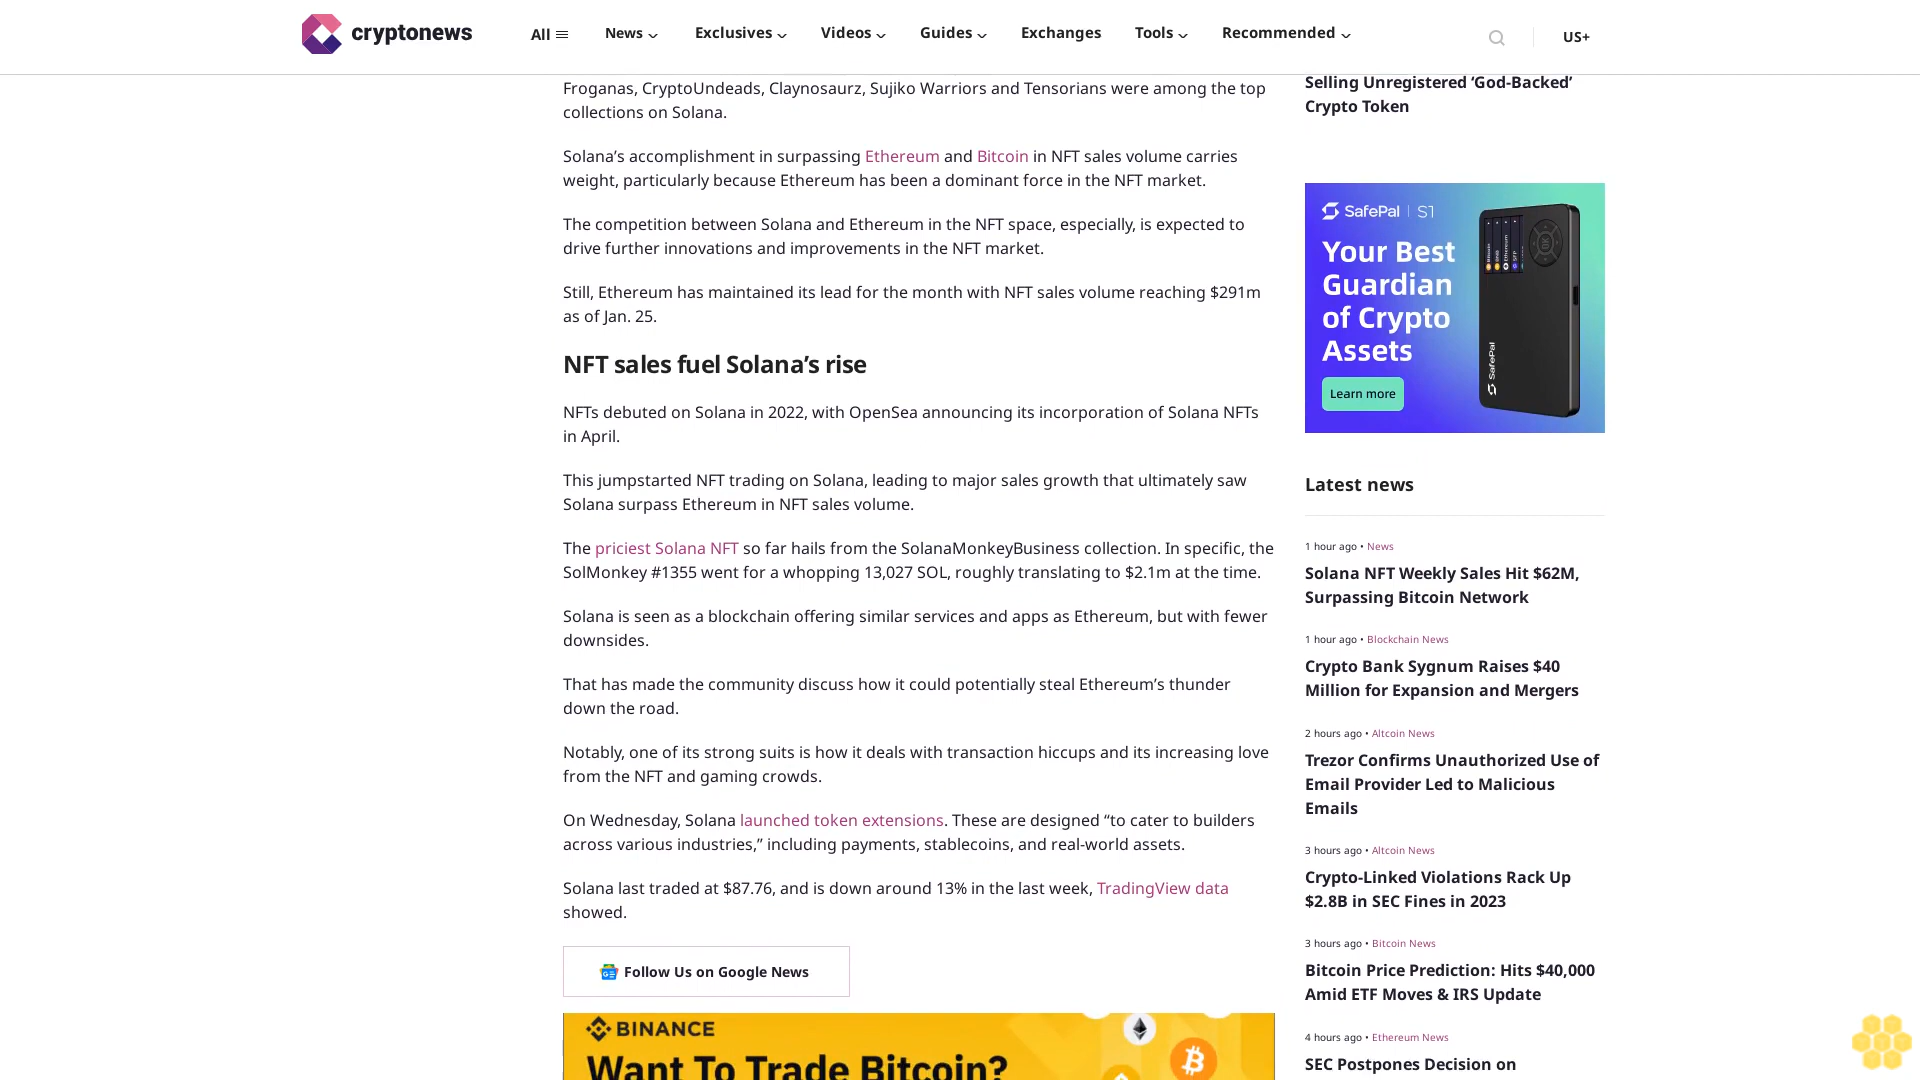 cryptonews
All
News
Exclusives
Videos
Guides
Exchanges
Tools
Recommended
US+
Froganas, CryptoUndeads, Claynosaurz, Sujiko Warriors and Tensorians were among the top
collections on Solana.
Solana’s accomplishment in surpassing Ethereum and Bitcoin in NFT sales volume carries
weight, particularly because Ethereum has been a dominant force in the NFT market.
The competition between Solana and Ethereum in the NFT space, especially, is expected to
drive further innovations and improvements in the NFT market.
Still, Ethereum has maintained its lead for the month with NFT sales volume reaching $291m
as of Jan. 25.
NFT sales fuel Solana’s rise
NFTs debuted on Solana in 2022, with OpenSea announcing its incorporation of Solana NFTs
in April.
This jumpstarted NFT trading on Solana, leading to major sales growth that ultimately saw
Solana surpass Ethereum in NFT sales volume.
The priciest Solana NFT so far hails from the SolanaMonkeyBusiness collection. In specific, the
SolMonkey #1355 went for a whopping 13,027 SOL, roughly translating to $2.1m at the time.
Solana is seen as a blockchain offering similar services and apps as Ethereum, but with fewer
downsides.
That has made the community discuss how it could potentially steal Ethereum’s thunder
down the road.
Notably, one of its strong suits is how it deals with transaction hiccups and its increasing love
from the NFT and gaming crowds.
On Wednesday, Solana launched token extensions. These are designed “to cater to builders
across various industries,” including payments, stablecoins, and real-world assets.
Solana last traded at $87.76, and is down around 13% in the last week, TradingView data
showed.
Follow Us on Google News
BINANCE
Want To Trade Bitcoin?
Selling Unregistered ‘God-Backed’
Crypto Token
SafePal | S1
Your Best
Guardian
of Crypto
Assets
Learn more
Bitcoin
BNB
Ethereum
SFP
OK
SafePal
Latest news
1 hour ago • News
Solana NFT Weekly Sales Hit $62M,
Surpassing Bitcoin Network
1 hour ago • Blockchain News
Crypto Bank Sygnum Raises $40
Million for Expansion and Mergers
2 hours ago • Altcoin News
Trezor Confirms Unauthorized Use of
Email Provider Led to Malicious
Emails
3 hours ago • Altcoin News
Crypto-Linked Violations Rack Up
$2.8B in SEC Fines in 2023
3 hours ago • Bitcoin News
Bitcoin Price Prediction: Hits $40,000
Amid ETF Moves & IRS Update
4 hours ago • Ethereum News
SEC Postpones Decision on